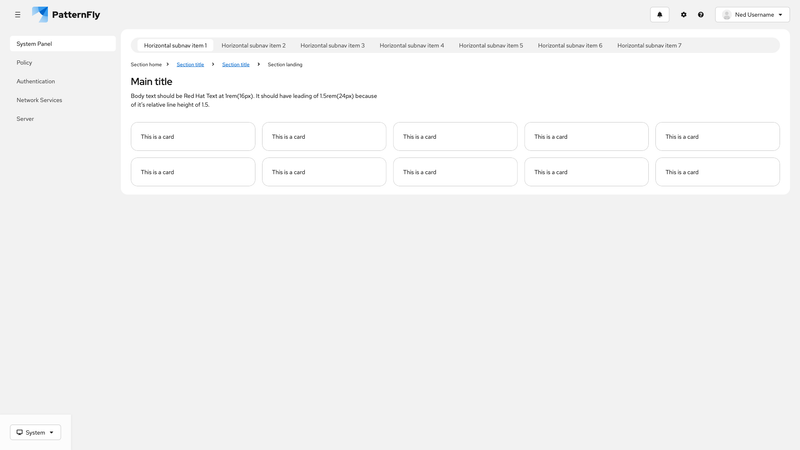 PatternFly
Ned Username
System Panel
Policy
Authentication
Network Services
Server
Horizontal subnav item 1 Horizontal subnav item 2 Horizontal subnav item 3 Horizontal subnav item 4 Horizontal subnav item 5 Horizontal subnav item 6 Horizontal subnav item 7
Section home Section title Section title Section landing
Main title
Body text should be Red Hat Text at 1rem(16px). It should have leading of 1.5rem(24px) because
of it's relative line height of 1.5.
This is a card This is a card This is a card This is a card This is a card
This is a card This is a card This is a card This is a card This is a card
System